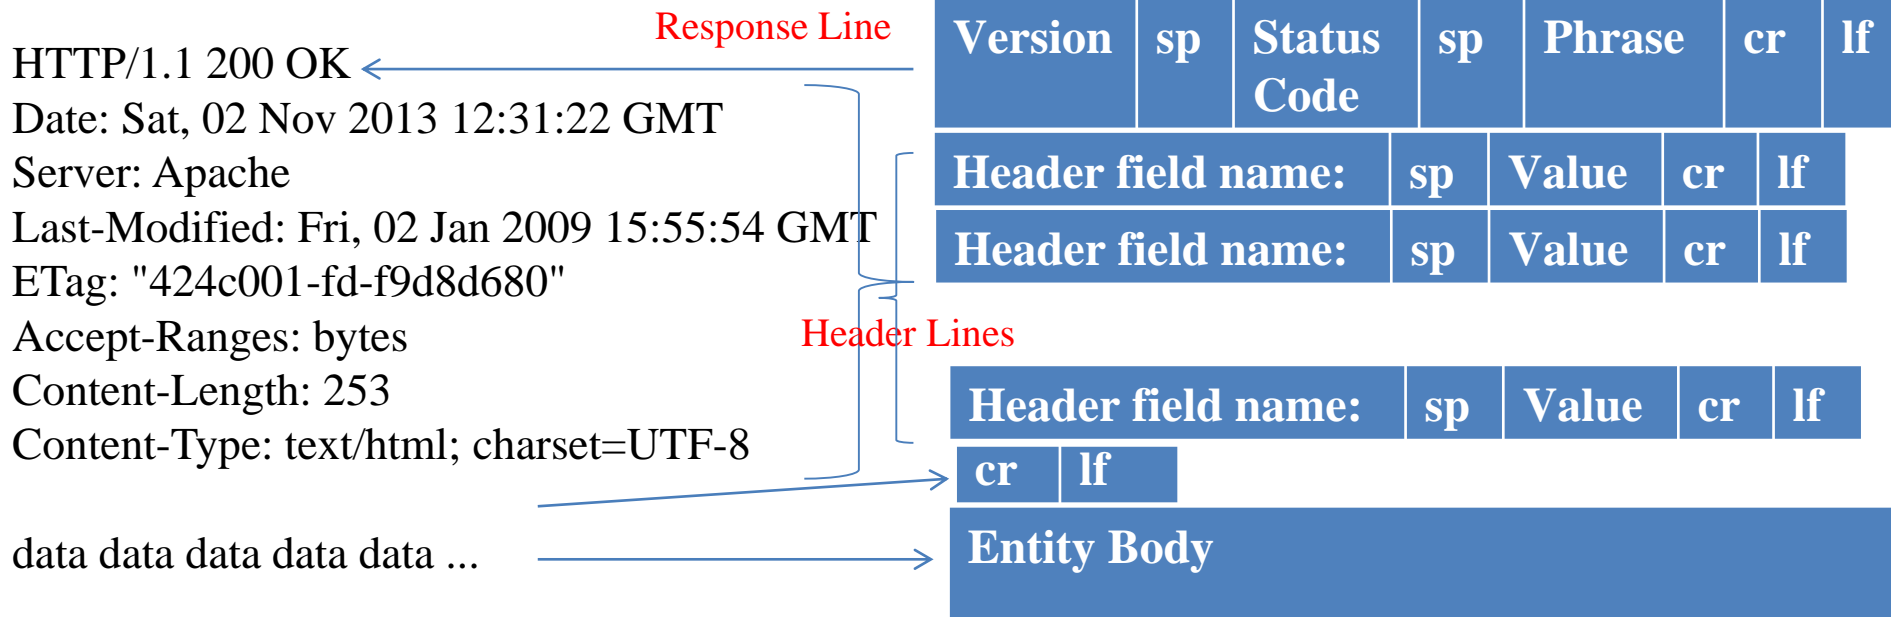 Response Line
HTTP/1.1 200 OK
Date: Sat, 02 Nov 2013 12:31:22 GMT
Server: Apache
Last-Modified: Fri, 02 Jan 2009 15:55:54 GMT
ETag: "424c001-fd-f9d8d680"
Accept-Ranges: bytes
Content-Length: 253
Content-Type: text/html; charset=UTF-8
data data data data data ...
Header Lines
Version sp Status sp Phrase cr lf
Code
Header field name: sp Value cr lf
Header field name: sp Value cr lf
Header field name: sp Value cr lf
cr lf
Entity Body